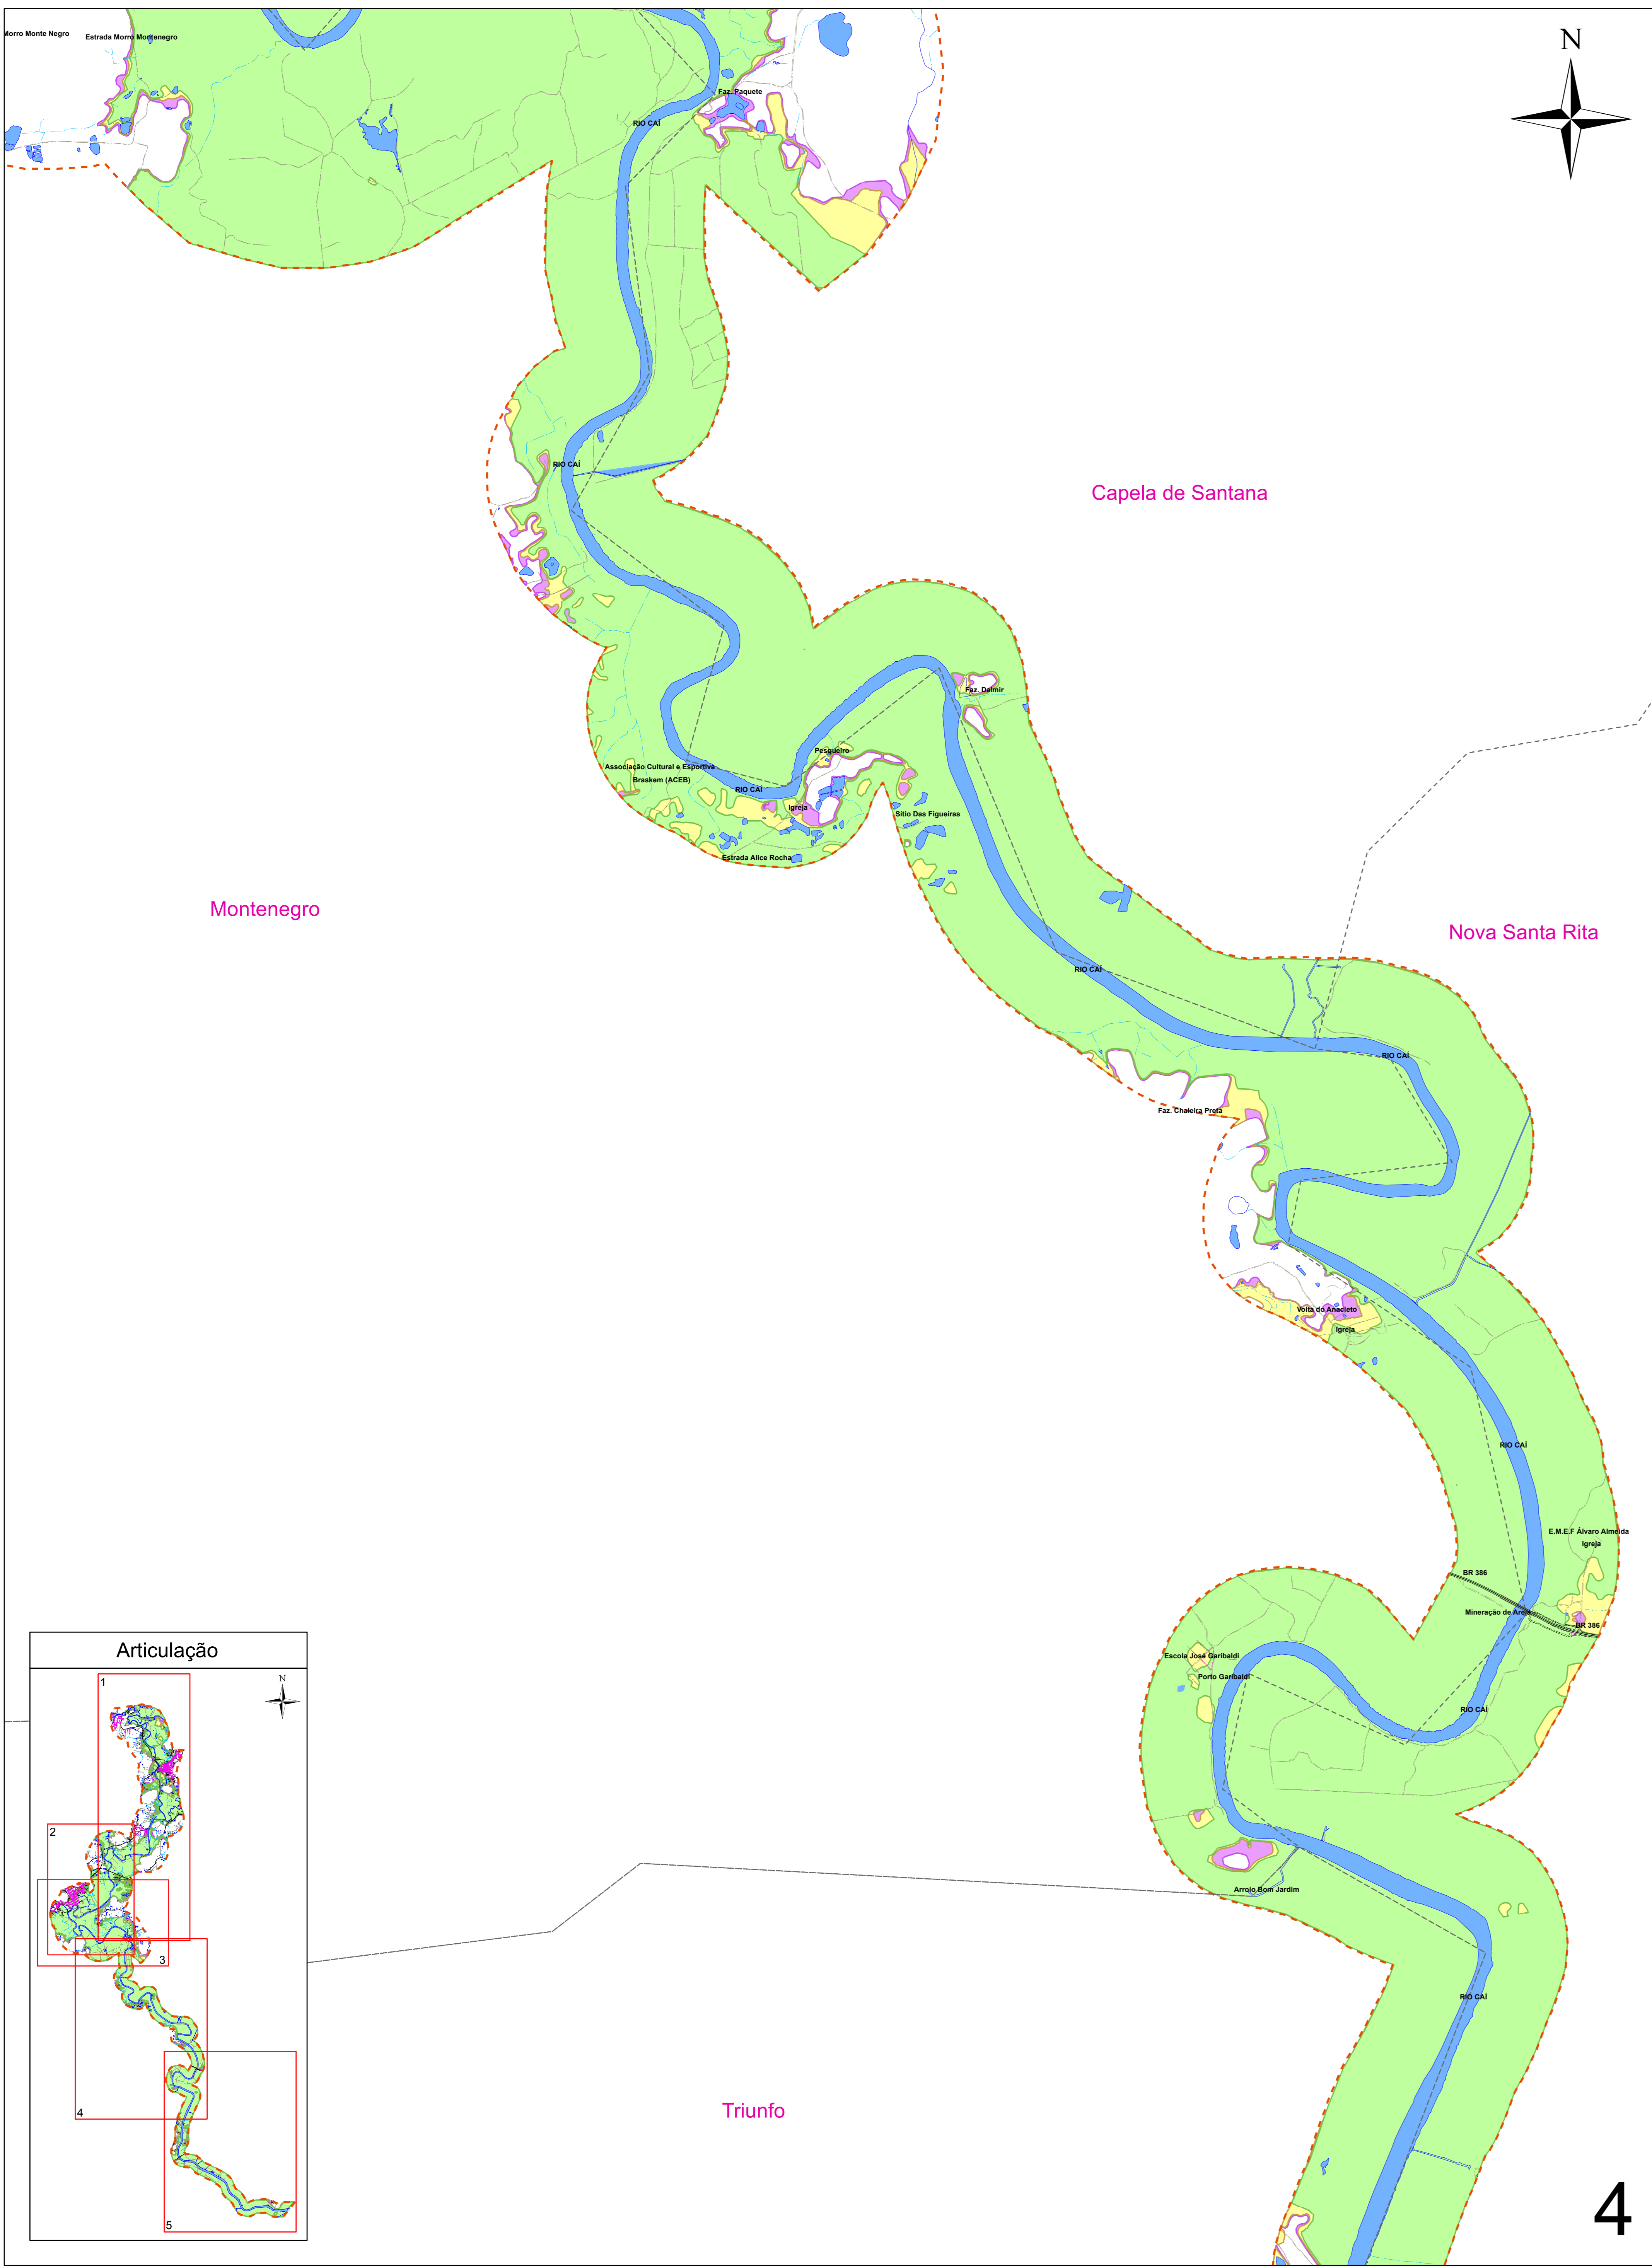 Morro Monte Negro
Estrada Morro Montenegro
N
Faz. Paquete
RIO CAÍ
RIO CAÍ
Capela de Santana
Faz. Dalmir
Pesqueiro
Associação Cultural e Esportiva
Braskem (ACEB)
RIO CAÍ
Igreja
Sítio Das Figueiras
Estrada Alice Rocha
Montenegro
Nova Santa Rita
RIO CAÍ
RIO CAÍ
Faz. Chaleira Preta
Volta do Anacleto
Igreja
RIO CAÍ
E.M.E.F Álvaro Almeida
Igreja
BR 386
Mineração de Areia
BR 386
Escola José Garibaldi
Porto Garibaldi
RIO CAÍ
Arroio Bom Jardim
RIO CAÍ
Triunfo
Articulação
N
1
2
3
4
5
4